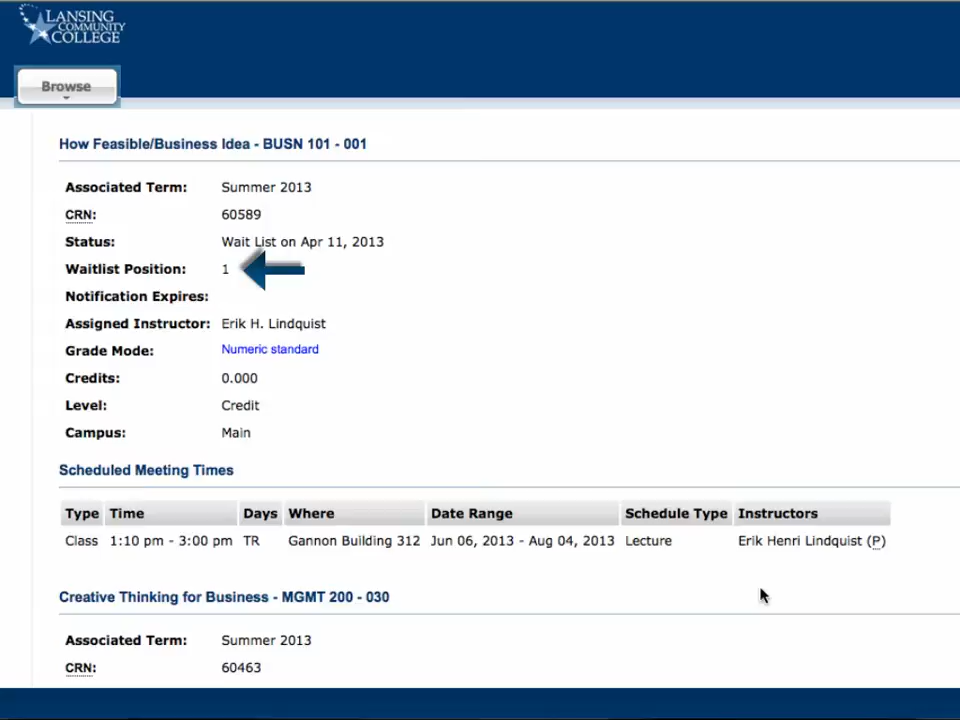 LANSING
COMMUNITY
COLLEGE
Browse
How Feasible/Business Idea - BUSN 101 - 001
Associated Term: Summer 2013
CRN: 60589
Status: Wait List on Apr 11, 2013
Waitlist Position: 1
Notification Expires:
Assigned Instructor: Erik H. Lindquist
Grade Mode: Numeric standard
Credits: 0.000
Level: Credit
Campus: Main
Scheduled Meeting Times
Type Time Days Where Date Range Schedule Type Instructors
Class 1:10 pm - 3:00 pm TR Gannon Building 312 Jun 06, 2013 - Aug 04, 2013 Lecture Erik Henri Lindquist (P)
Creative Thinking for Business - MGMT 200 - 030
Associated Term: Summer 2013
CRN: 60463